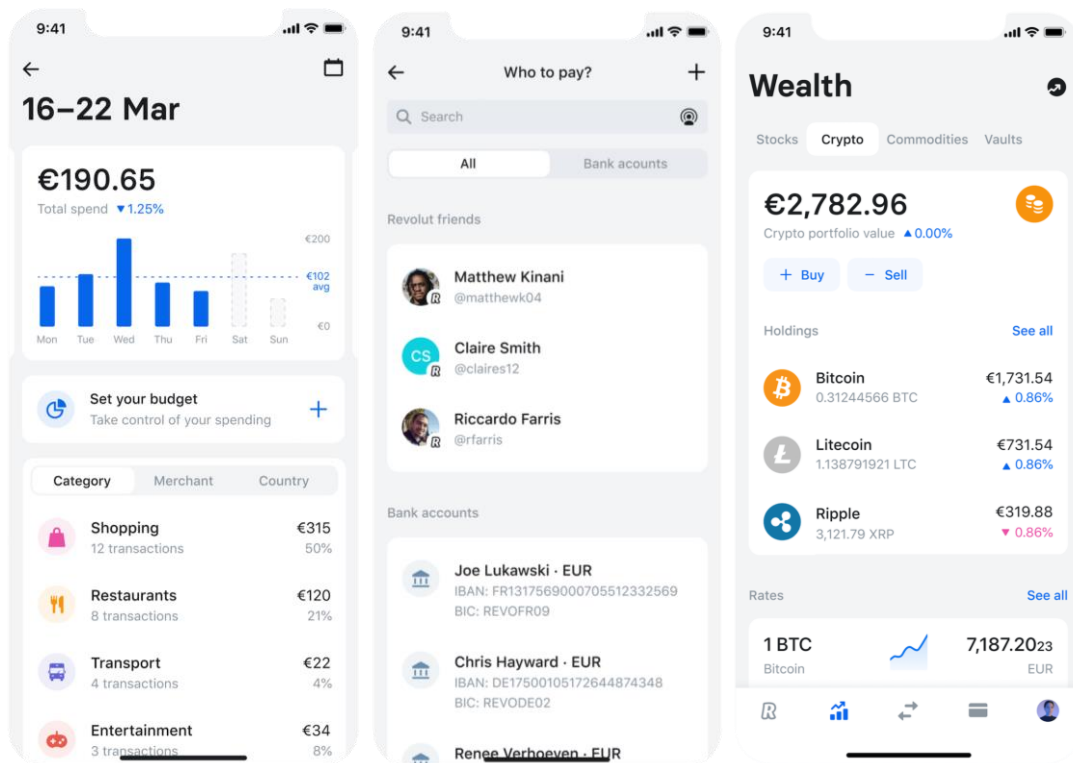 9:41
16–22 Mar
€190.65
Total spend ▼1.25%
€200
€102
avg
€0
Mon Tue Wed Thu Fri Sat Sun
Set your budget
Take control of your spending
Category Merchant Country
Shopping €315
12 transactions 50%
Restaurants €120
8 transactions 21%
Transport €22
4 transactions 4%
Entertainment €34
3 transactions 8%
9:41
Who to pay?
Search
All Bank acounts
Revolut friends
Matthew Kinani
@matthewk04
CS
Claire Smith
@claires12
Riccardo Farris
@rfarris
Bank accounts
Joe Lukawski · EUR
IBAN: FR1317569000705512332569
BIC: REVOFR09
Chris Hayward · EUR
IBAN: DE17500105172644874348
BIC: REVODE02
Renee Verhoeven · EUR
9:41
Wealth
Stocks Crypto Commodities Vaults
€2,782.96
Crypto portfolio value ▲0.00%
+ Buy − Sell
Holdings See all
Bitcoin €1,731.54
0.31244566 BTC ▲ 0.86%
Litecoin €731.54
1.138791921 LTC ▲ 0.86%
Ripple €319.88
3,121.79 XRP ▼ 0.86%
Rates See all
1 BTC 7,187.2023
Bitcoin EUR